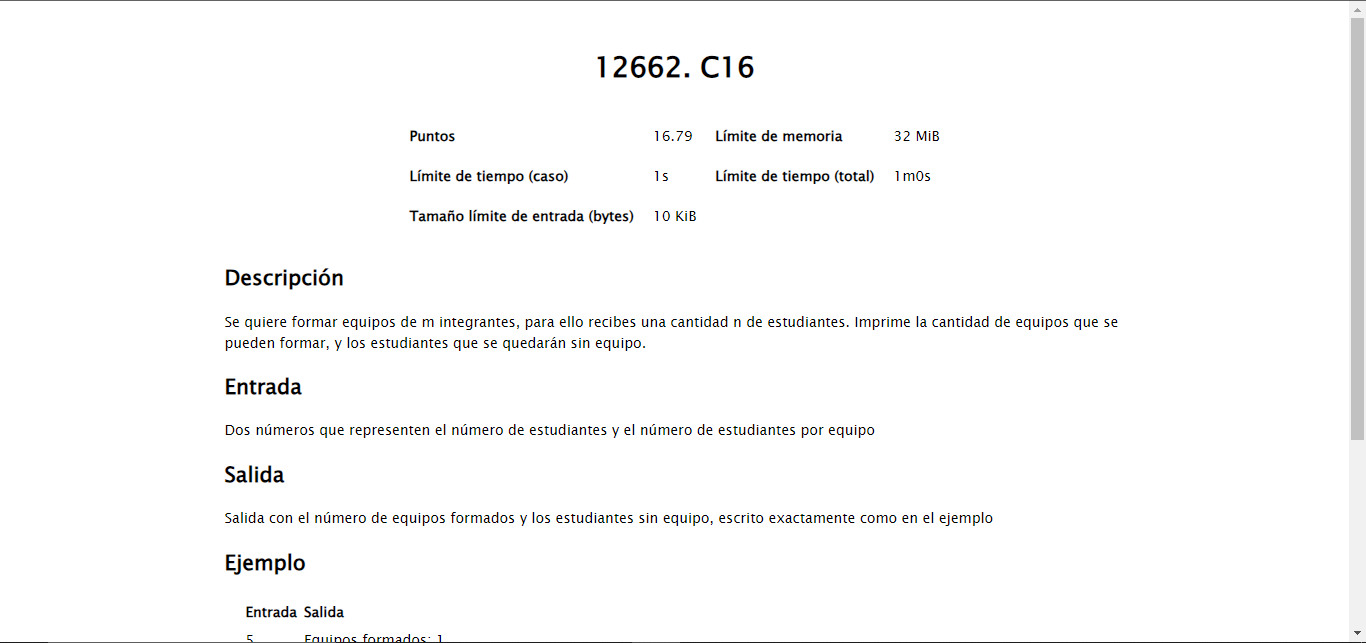 12662. C16
Puntos 16.79 Límite de memoria 32 MiB
Límite de tiempo (caso) 1s Límite de tiempo (total) 1m0s
Tamaño límite de entrada (bytes) 10 KiB
Descripción
Se quiere formar equipos de m integrantes, para ello recibes una cantidad n de estudiantes. Imprime la cantidad de equipos que se
pueden formar, y los estudiantes que se quedarán sin equipo.
Entrada
Dos números que representen el número de estudiantes y el número de estudiantes por equipo
Salida
Salida con el número de equipos formados y los estudiantes sin equipo, escrito exactamente como en el ejemplo
Ejemplo
Entrada Salida
5 Equipos formados: 1